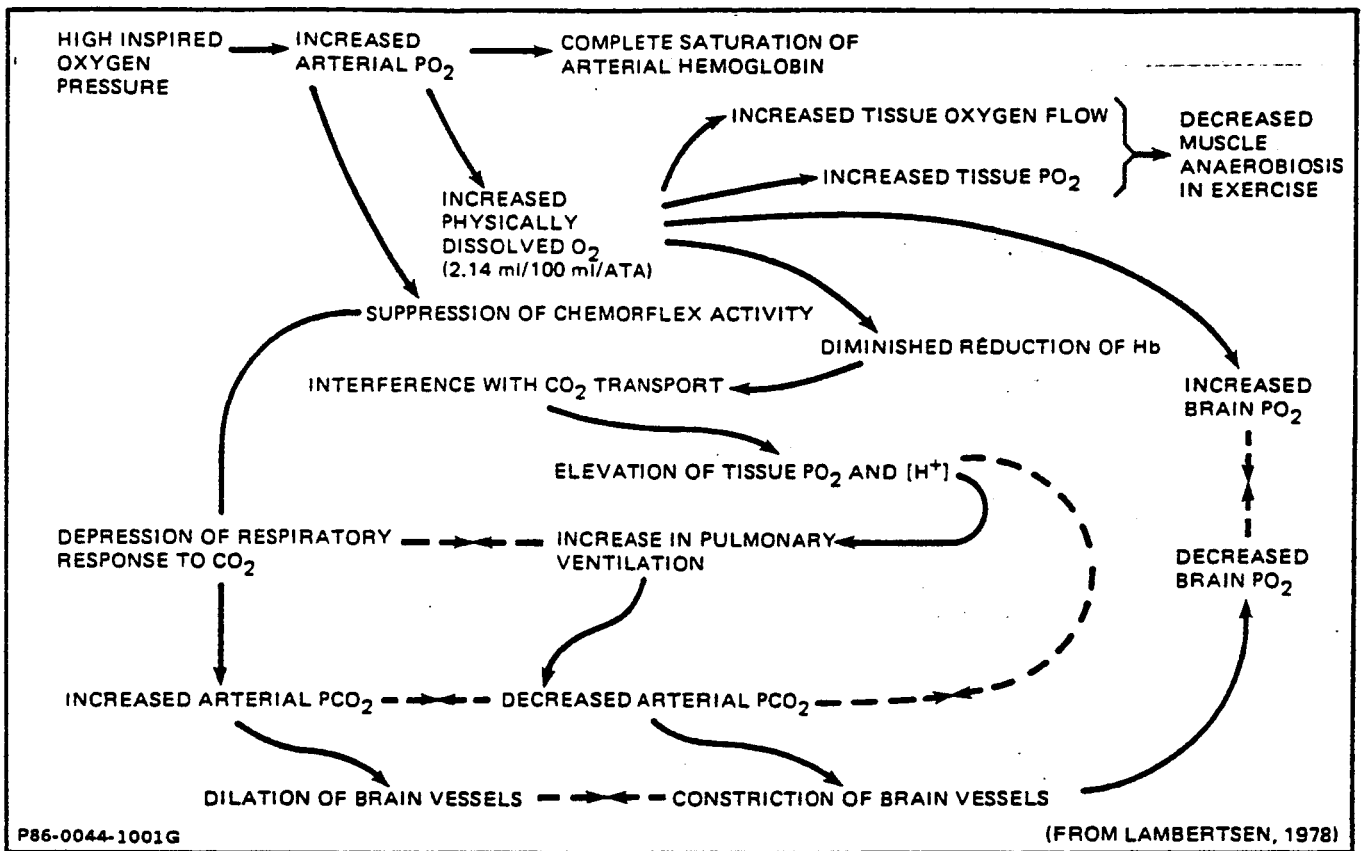 HIGH INSPIRED
OXYGEN
PRESSURE
INCREASED
ARTERIAL PO2
COMPLETE SATURATION OF
ARTERIAL HEMOGLOBIN
INCREASED TISSUE OXYGEN FLOW
INCREASED TISSUE PO2
DECREASED
MUSCLE
ANAEROBIOSIS
IN EXERCISE
INCREASED
PHYSICALLY
DISSOLVED O2
(2.14 ml/100 ml/ATA)
SUPPRESSION OF CHEMORFLEX ACTIVITY
DIMINISHED REDUCTION OF Hb
INTERFERENCE WITH CO2 TRANSPORT
INCREASED
BRAIN PO2
ELEVATION OF TISSUE PO2 AND [H+]
DEPRESSION OF RESPIRATORY
RESPONSE TO CO2
INCREASE IN PULMONARY
VENTILATION
DECREASED
BRAIN PO2
INCREASED ARTERIAL PCO2
DECREASED ARTERIAL PCO2
DILATION OF BRAIN VESSELS
CONSTRICTION OF BRAIN VESSELS
P86-0044-1001G
(FROM LAMBERTSEN, 1978)